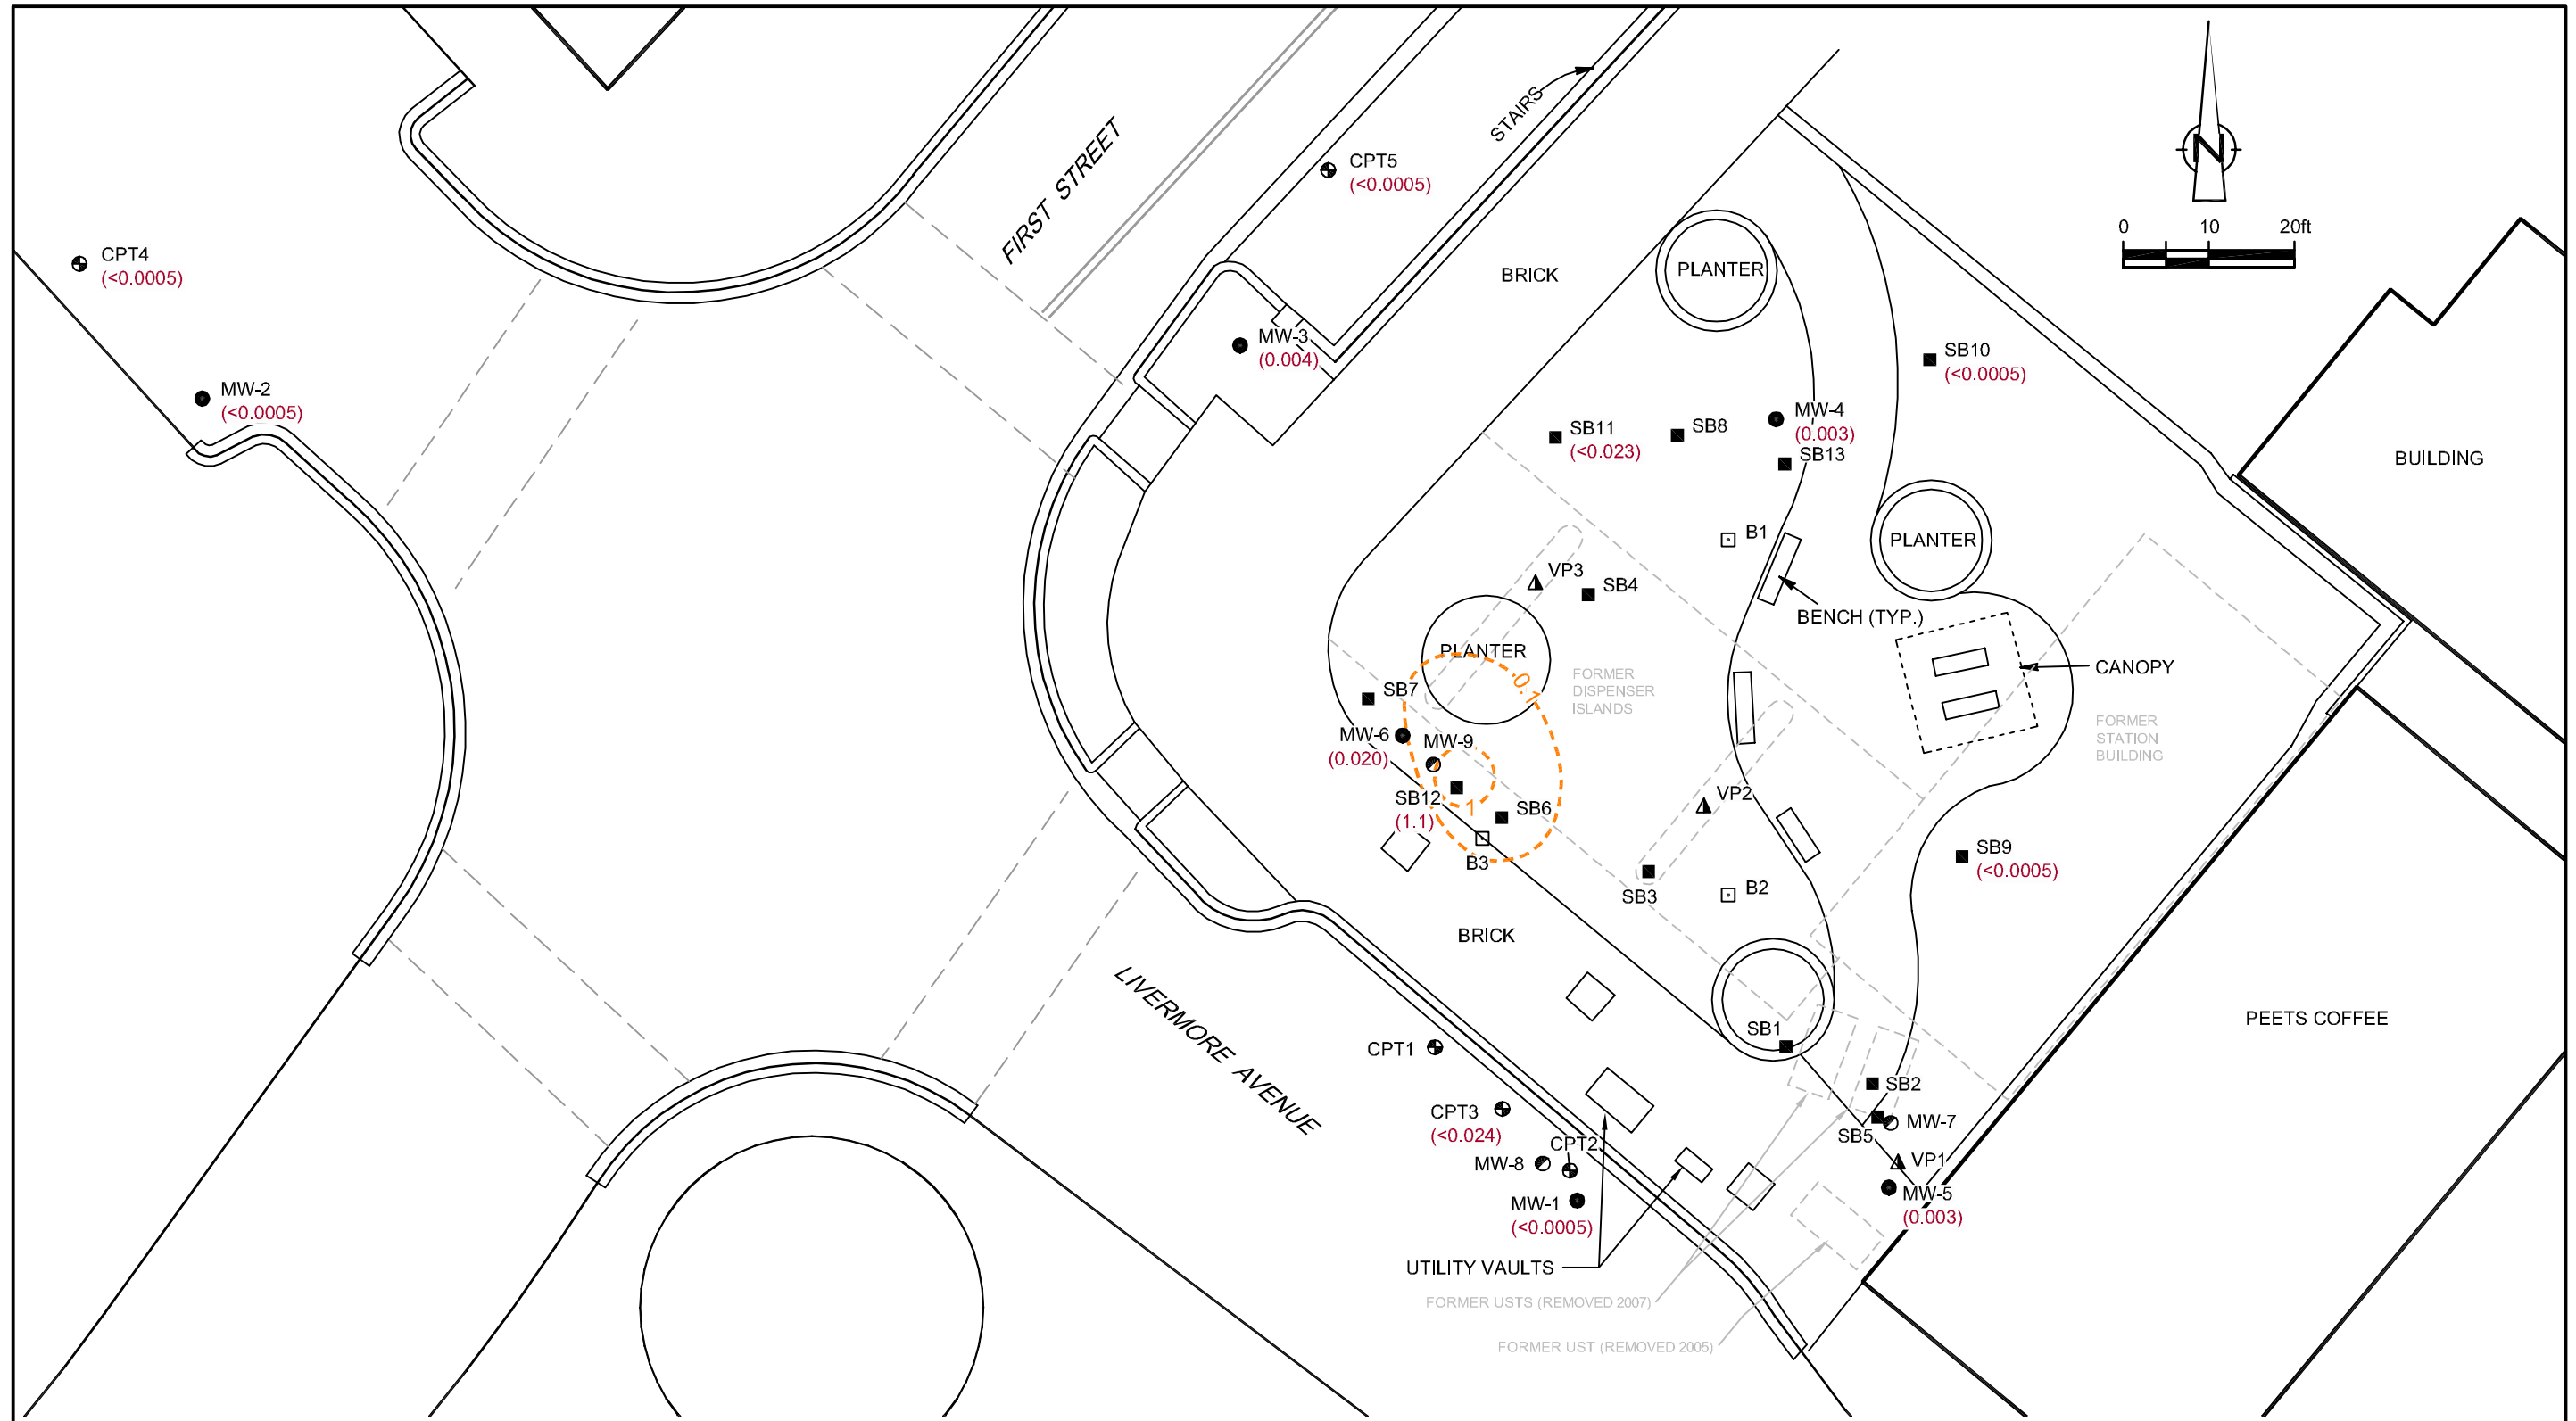 STAIRS
FIRST STREET
CPT5
(<0.0005)
N
0 10 20ft
CPT4
(<0.0005)
BRICK
PLANTER
MW-3
(0.004)
SB10
(<0.0005)
MW-2
(<0.0005)
MW-4
(0.003)
SB11
(<0.023)
SB8
SB13
BUILDING
B1
PLANTER
VP3
SB4
BENCH (TYP.)
PLANTER
CANOPY
FORMER
DISPENSER
ISLANDS
0.1
SB7
FORMER
STATION
BUILDING
MW-6
(0.020)
MW-9
SB12
(1.1)
1
SB6
VP2
B3
SB9
(<0.0005)
SB3
B2
BRICK
LIVERMORE AVENUE
PEETS COFFEE
SB1
CPT1
SB2
CPT3
(<0.024)
MW-7
SB5
CPT2
MW-8
VP1
MW-1
(<0.0005)
MW-5
(0.003)
UTILITY VAULTS
FORMER USTS (REMOVED 2007)
FORMER UST (REMOVED 2005)